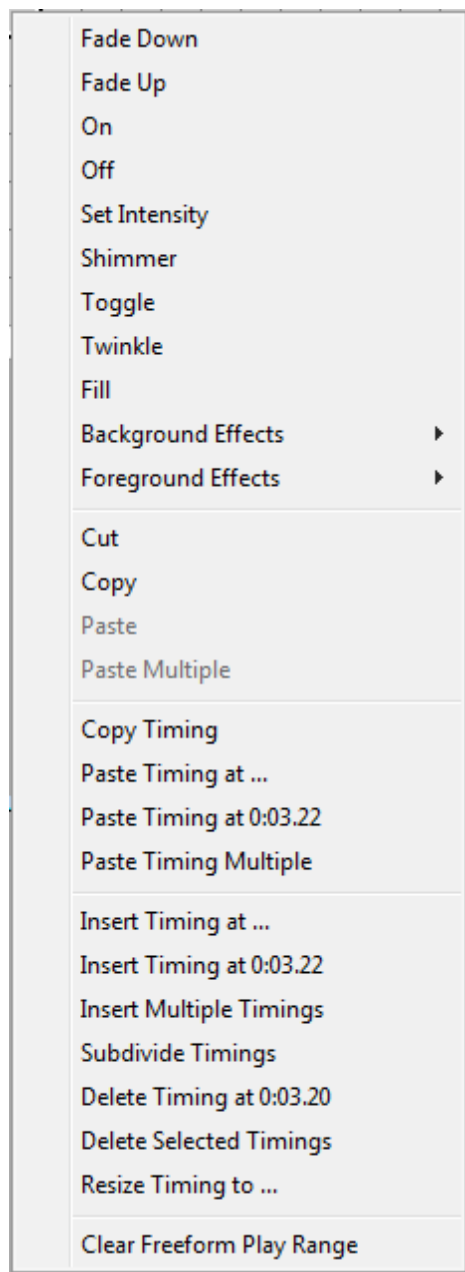 Fade Down
Fade Up
On
Off
Set Intensity
Shimmer
Toggle
Twinkle
Fill
Background Effects
Foreground Effects
Cut
Copy
Paste
Paste Multiple
Copy Timing
Paste Timing at ...
Paste Timing at 0:03.22
Paste Timing Multiple
Insert Timing at ...
Insert Timing at 0:03.22
Insert Multiple Timings
Subdivide Timings
Delete Timing at 0:03.20
Delete Selected Timings
Resize Timing to ...
Clear Freeform Play Range